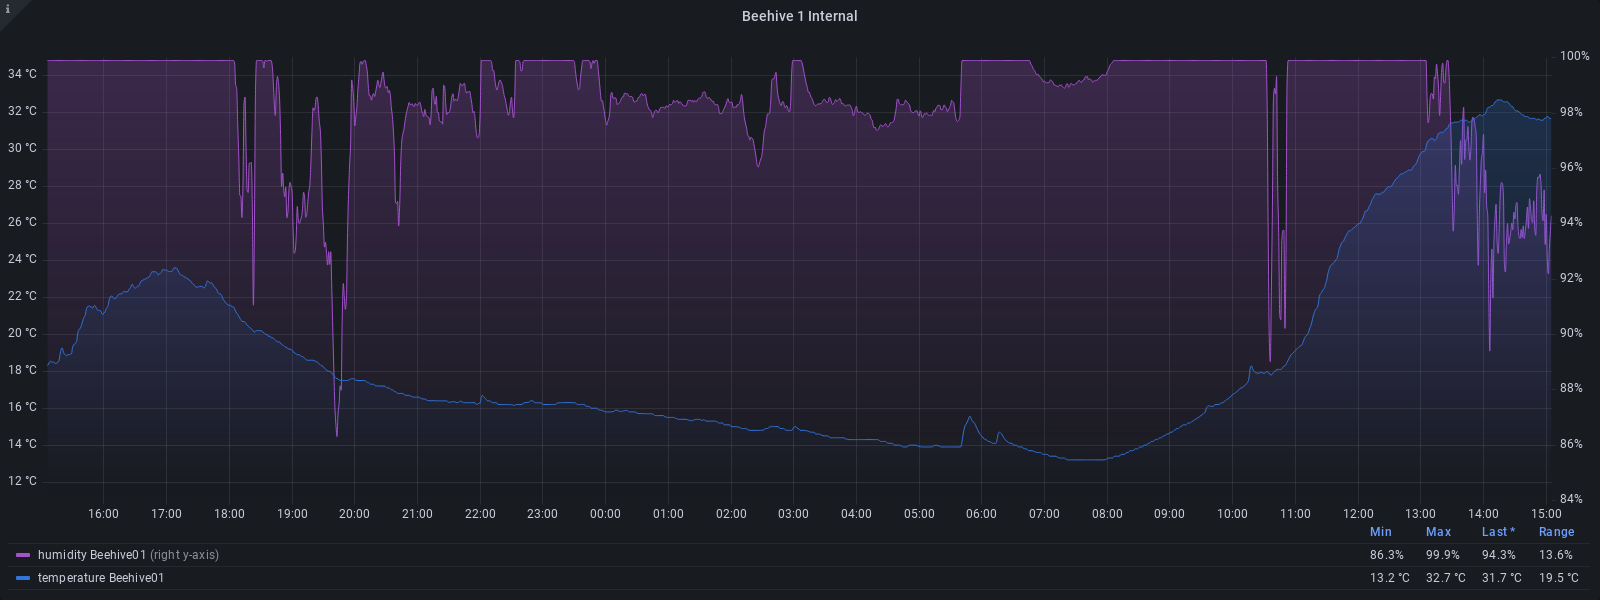 i
Beehive 1 Internal
34 °C
32 °C
30 °C
28 °C
26 °C
24 °C
22 °C
20 °C
18 °C
16 °C
14 °C
12 °C
100%
98%
96%
94%
92%
90%
88%
86%
84%
16:00 17:00 18:00 19:00 20:00 21:00 22:00 23:00 00:00 01:00 02:00 03:00 04:00 05:00 06:00 07:00 08:00 09:00 10:00 11:00 12:00 13:00 14:00 15:00
Min Max Last * Range
humidity Beehive01 (right y-axis) 86.3% 99.9% 94.3% 13.6%
temperature Beehive01 13.2 °C 32.7 °C 31.7 °C 19.5 °C